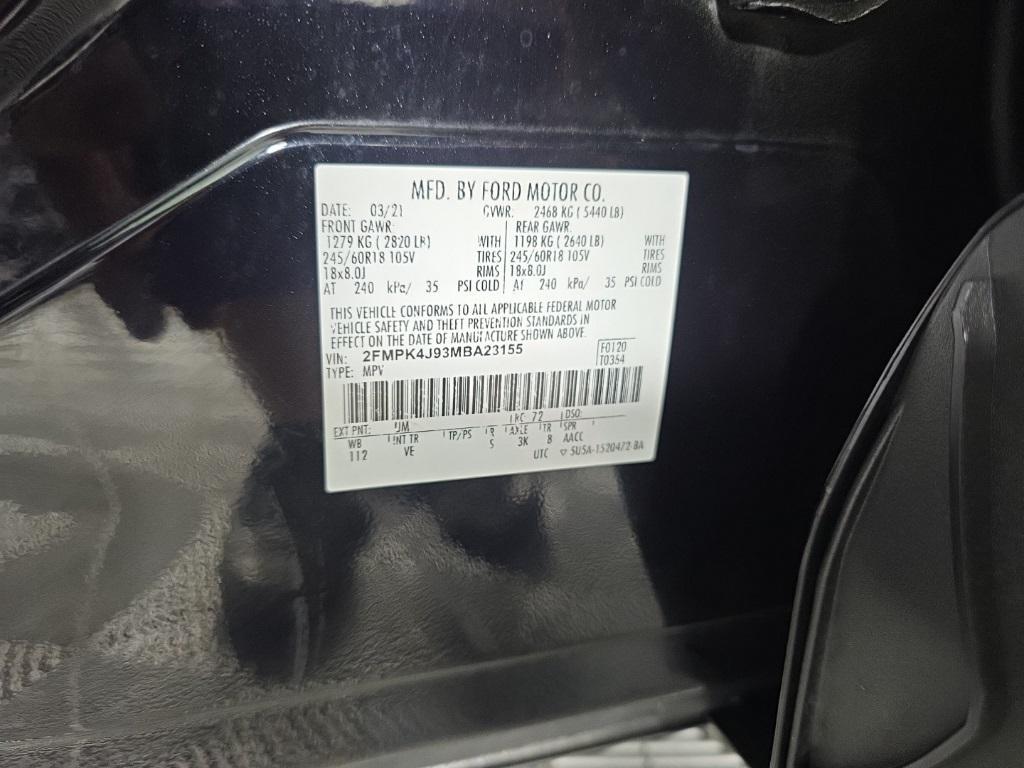 MFD. BY FORD MOTOR CO.
DATE: 03/21 GVWR: 2468 KG ( 5440 LB)
FRONT GAWR: REAR GAWR:
1279 KG ( 2820 LB) WITH 1198 KG ( 2640 LB) WITH
245/60R18 105V TIRES 245/60R18 105V TIRES
18x8.0J RIMS 18x8.0J RIMS
AT 240 kPa/ 35 PSI COLD AT 240 kPa/ 35 PSI COLD
THIS VEHICLE CONFORMS TO ALL APPLICABLE FEDERAL MOTOR
VEHICLE SAFETY AND THEFT PREVENTION STANDARDS IN
EFFECT ON THE DATE OF MANUFACTURE SHOWN ABOVE.
VIN: 2FMPK4J93MBA23155 F0120
TYPE: MPV T0354
EXT PNT: UM RC: 72 DSO:
WB INT TR TP/PS R AXLE TR SPR
112 VE 5 3K B AACC
UTC ▽ 5U5A-1520472-BA